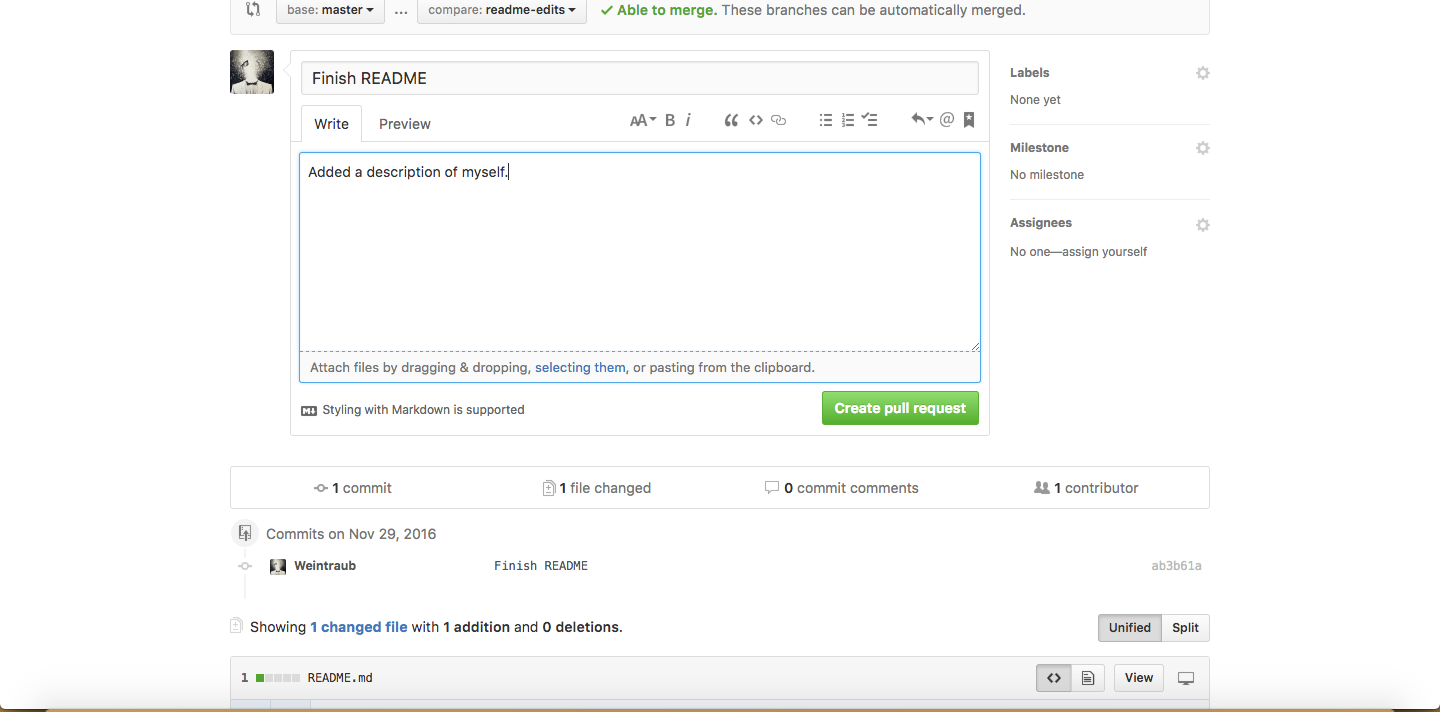 base: master ... compare: readme-edits ✓ Able to merge. These branches can be automatically merged.
Finish README
Write Preview AA B i @
Added a description of myself.
Attach files by dragging & dropping, selecting them, or pasting from the clipboard.
Styling with Markdown is supported
Create pull request
Labels
None yet
Milestone
No milestone
Assignees
No one—assign yourself
1 commit 1 file changed 0 commit comments 1 contributor
Commits on Nov 29, 2016
Weintraub Finish README ab3b61a
Showing 1 changed file with 1 addition and 0 deletions. Unified Split
1 README.md <> View